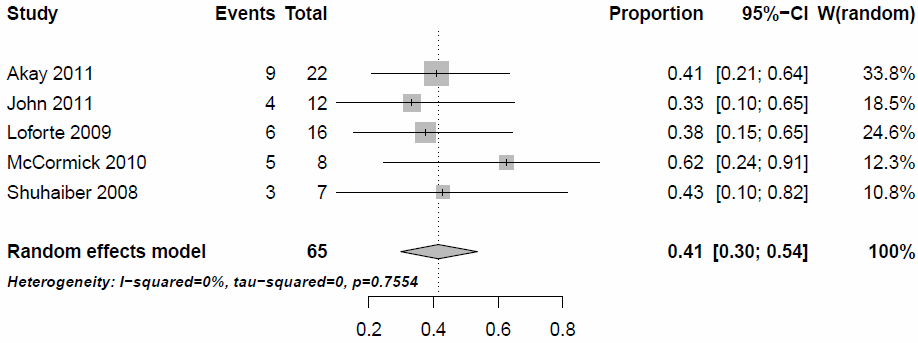 Study Events Total Proportion 95%−CI W(random)
Akay 2011 9 22 0.41 [0.21; 0.64] 33.8%
John 2011 4 12 0.33 [0.10; 0.65] 18.5%
Loforte 2009 6 16 0.38 [0.15; 0.65] 24.6%
McCormick 2010 5 8 0.62 [0.24; 0.91] 12.3%
Shuhaiber 2008 3 7 0.43 [0.10; 0.82] 10.8%
Random effects model 65 0.41 [0.30; 0.54] 100%
Heterogeneity: I−squared=0%, tau−squared=0, p=0.7554
0.2 0.4 0.6 0.8